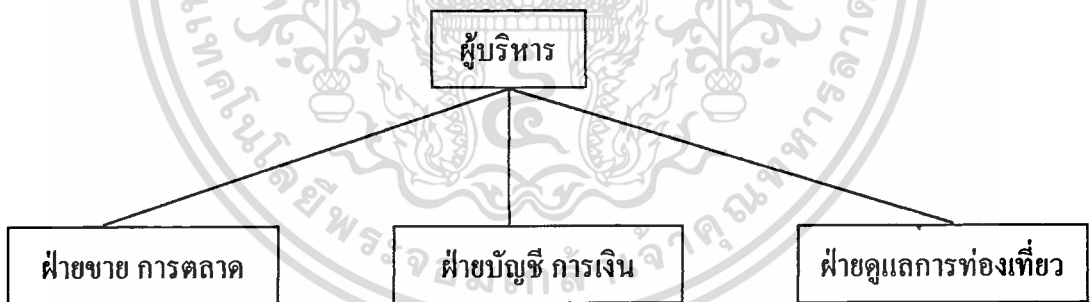 ผู้บริหาร
ฝ่ายขาย การตลาด
ฝ่ายบัญชี การเงิน
ฝ่ายดูแลการท่องเที่ยว